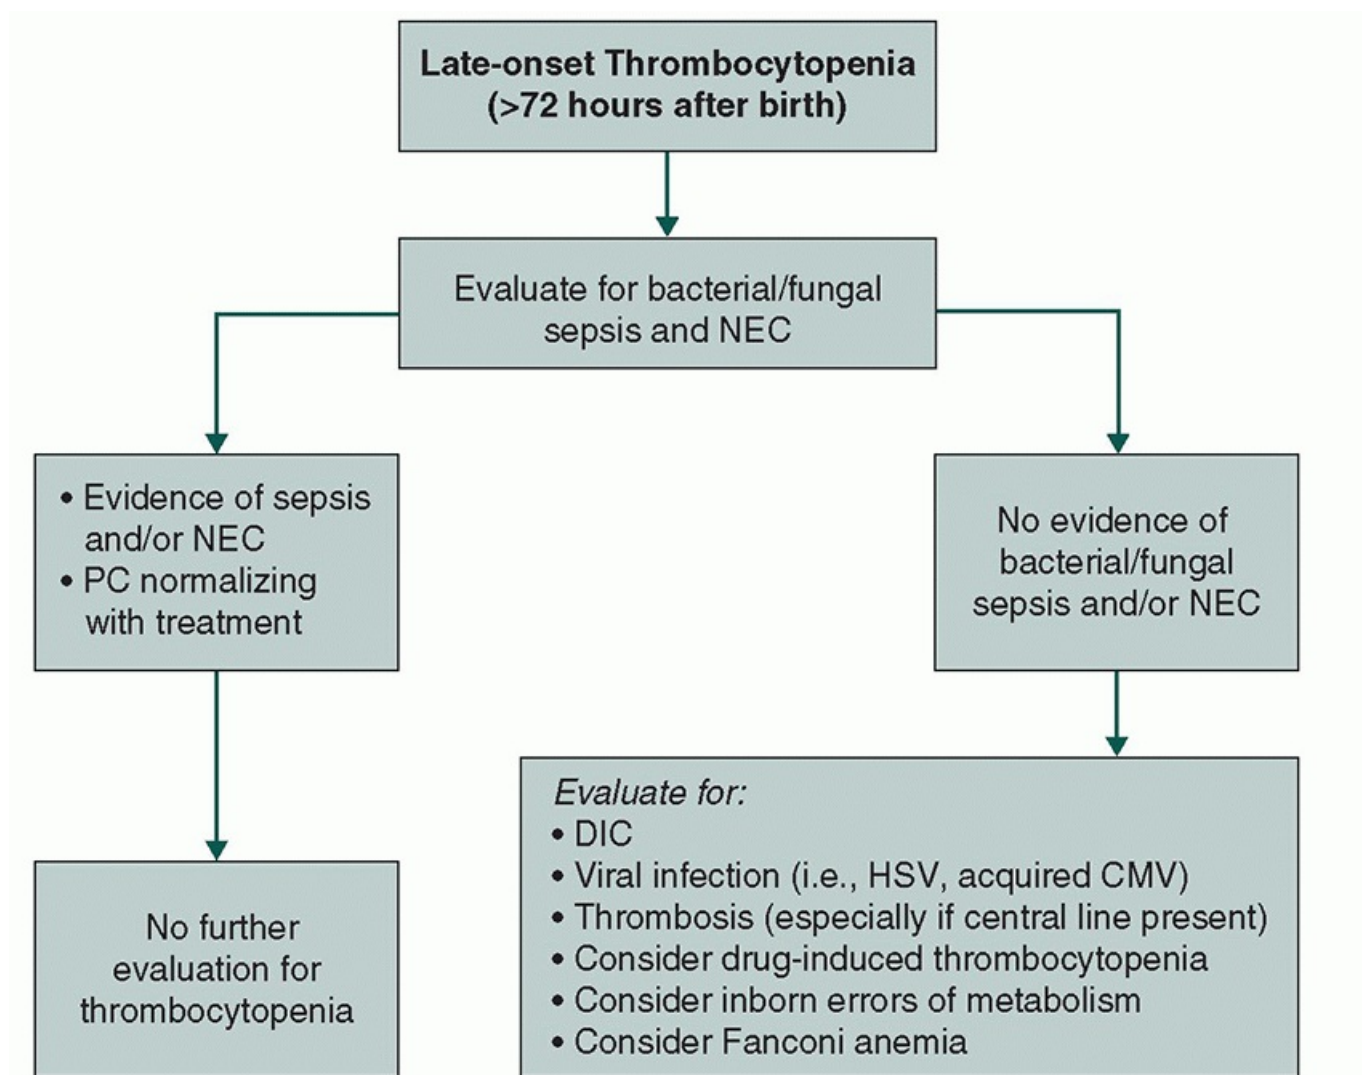 Late-onset Thrombocytopenia
(>72 hours after birth)
Evaluate for bacterial/fungal
sepsis and NEC
• Evidence of sepsis
and/or NEC
• PC normalizing
with treatment
No evidence of
bacterial/fungal
sepsis and/or NEC
No further
evaluation for
thrombocytopenia
Evaluate for:
• DIC
• Viral infection (i.e., HSV, acquired CMV)
• Thrombosis (especially if central line present)
• Consider drug-induced thrombocytopenia
• Consider inborn errors of metabolism
• Consider Fanconi anemia